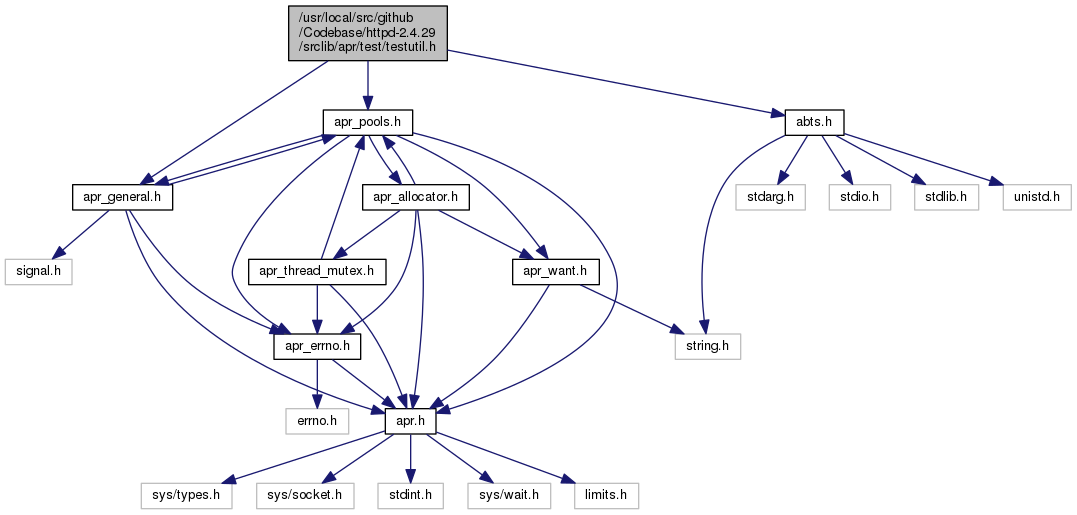 /usr/local/src/github
/Codebase/httpd-2.4.29
/srclib/apr/test/testutil.h
apr_pools.h
abts.h
apr_general.h
apr_allocator.h
stdarg.h
stdio.h
stdlib.h
unistd.h
signal.h
apr_thread_mutex.h
apr_want.h
apr_errno.h
string.h
errno.h
apr.h
sys/types.h
sys/socket.h
stdint.h
sys/wait.h
limits.h